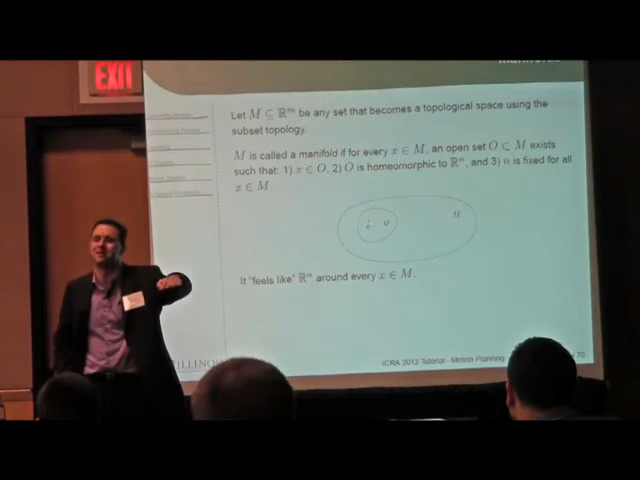 EXIT
Let M ⊆ ℝᵐ be any set that becomes a topological space using the
subset topology.
M is called a manifold if for every x ∈ M, an open set O ⊂ M exists
such that: 1) x ∈ O, 2) O is homeomorphic to ℝⁿ, and 3) n is fixed for all
x ∈ M
x O M
It "feels like" ℝⁿ around every x ∈ M.
ILLINOI
ICRA 2012 Tutorial - Motion Planning
/ 70